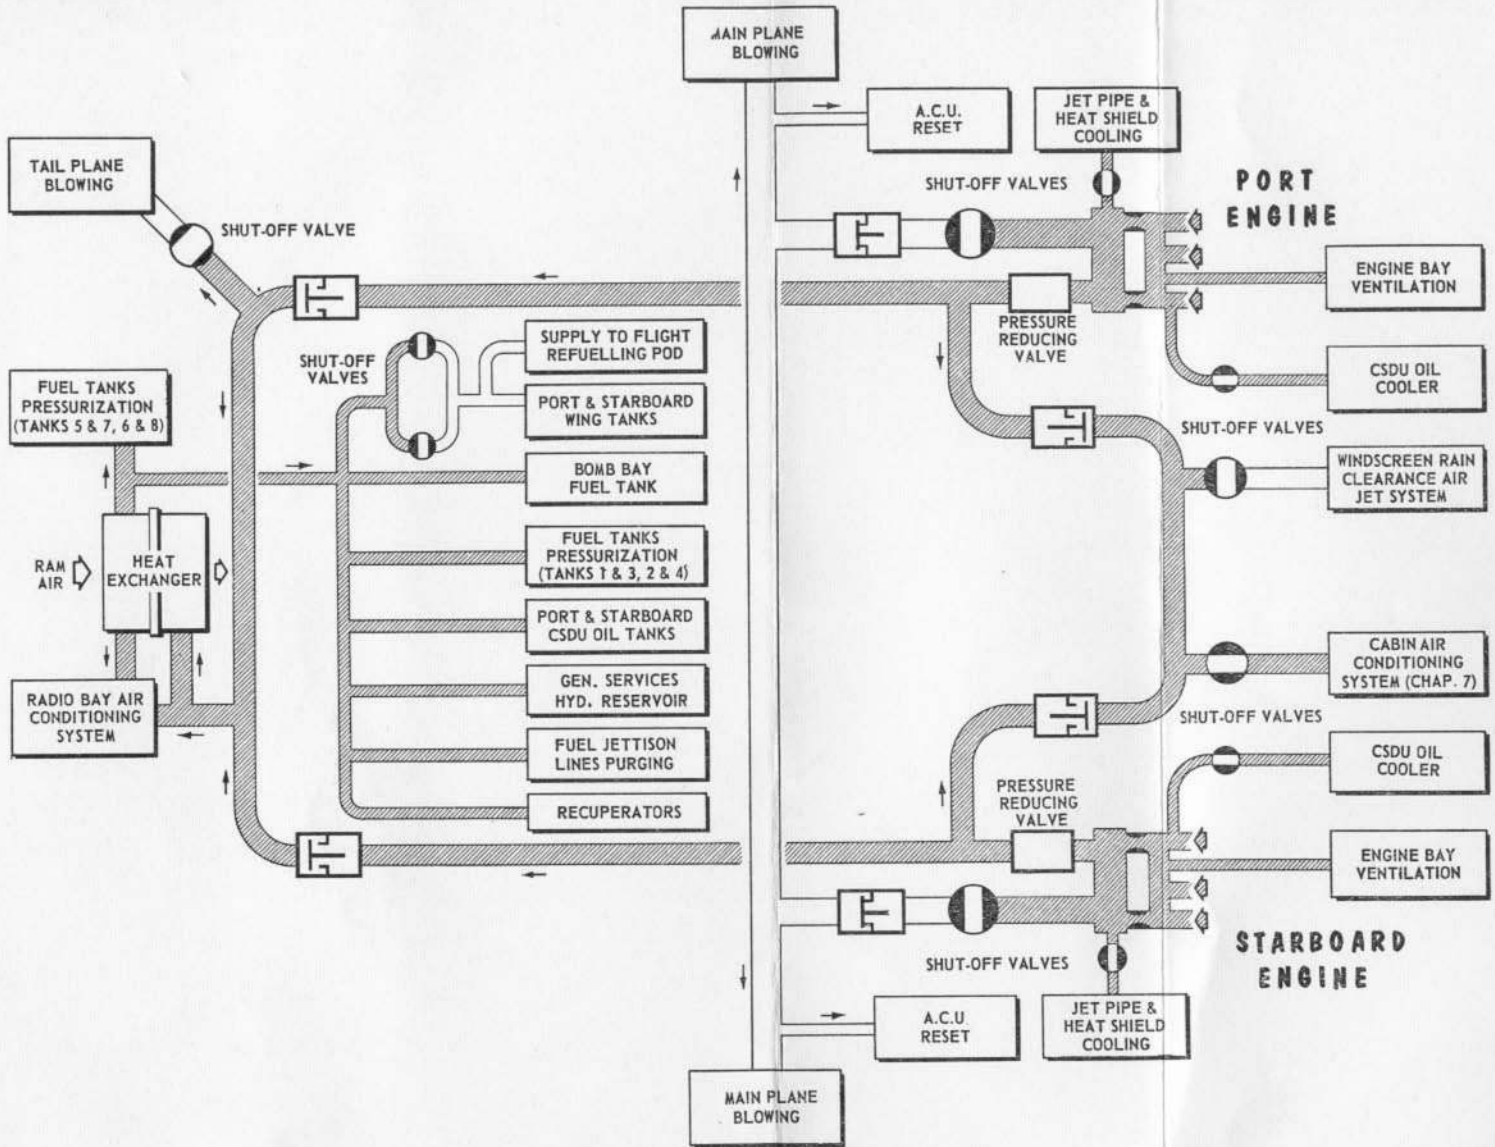 MAIN PLANE
BLOWING
A.C.U.
RESET
JET PIPE &
HEAT SHIELD
COOLING
TAIL PLANE
BLOWING
SHUT-OFF VALVE
SHUT-OFF VALVES
PORT
ENGINE
ENGINE BAY
VENTILATION
PRESSURE
REDUCING
VALVE
SHUT-OFF
VALVES
SUPPLY TO FLIGHT
REFUELLING POD
CSDU OIL
COOLER
FUEL TANKS
PRESSURIZATION
(TANKS 5 & 7, 6 & 8)
PORT & STARBOARD
WING TANKS
SHUT-OFF VALVES
BOMB BAY
FUEL TANK
WINDSCREEN RAIN
CLEARANCE AIR
JET SYSTEM
RAM
AIR
HEAT
EXCHANGER
FUEL TANKS
PRESSURIZATION
(TANKS 1 & 3, 2 & 4)
PORT & STARBOARD
CSDU OIL TANKS
RADIO BAY AIR
CONDITIONING
SYSTEM
GEN. SERVICES
HYD. RESERVOIR
CABIN AIR
CONDITIONING
SYSTEM (CHAP. 7)
SHUT-OFF VALVES
FUEL JETTISON
LINES PURGING
CSDU OIL
COOLER
RECUPERATORS
PRESSURE
REDUCING
VALVE
ENGINE BAY
VENTILATION
SHUT-OFF VALVES
STARBOARD
ENGINE
A.C.U.
RESET
JET PIPE &
HEAT SHIELD
COOLING
MAIN PLANE
BLOWING